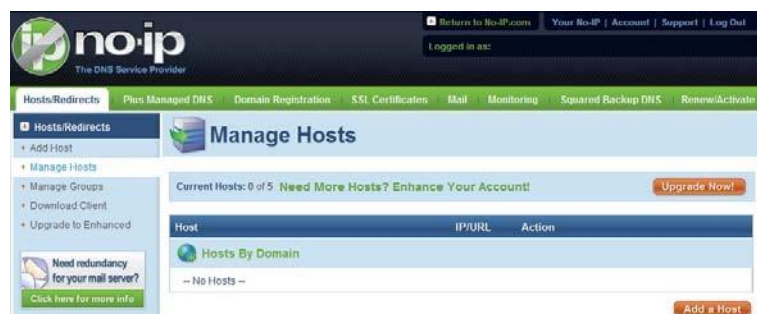 no-ip
The DNS Service Provider
Return to No-IP.com
Your No-IP | Account | Support | Log Out
Logged in as:
Hosts/Redirects
Plus Managed DNS
Domain Registration
SSL Certificates
Mail
Monitoring
Squared Backup DNS
Renew/Activate
Hosts/Redirects
Add Host
Manage Hosts
Manage Groups
Download Client
Upgrade to Enhanced
Need redundancy
for your mail server?
Click here for more info
Manage Hosts
Current Hosts: 0 of 5 Need More Hosts? Enhance Your Account!
Upgrade Now!
Host IP/URL Action
Hosts By Domain
-- No Hosts --
Add a Host